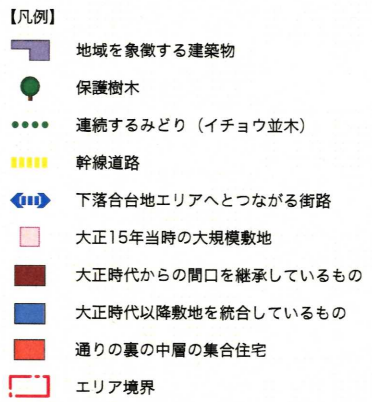 【凡例】
地域を象徴する建築物
保護樹木
連続するみどり（イチョウ並木）
幹線道路
下落合台地エリアへとつながる街路
大正15年当時の大規模敷地
大正時代からの間口を継承しているもの
大正時代以降敷地を統合しているもの
通りの裏の中層の集合住宅
エリア境界